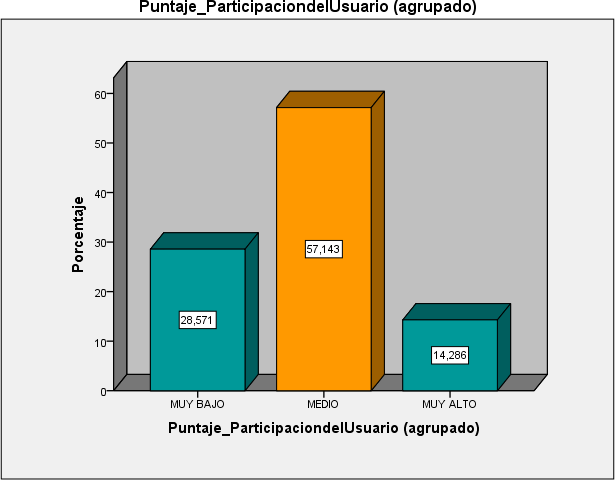 Puntaje_ParticipaciondelUsuario (agrupado)
60
50
40
30
20
10
0
Porcentaje
28,571
57,143
14,286
MUY BAJO
MEDIO
MUY ALTO
Puntaje_ParticipaciondelUsuario (agrupado)